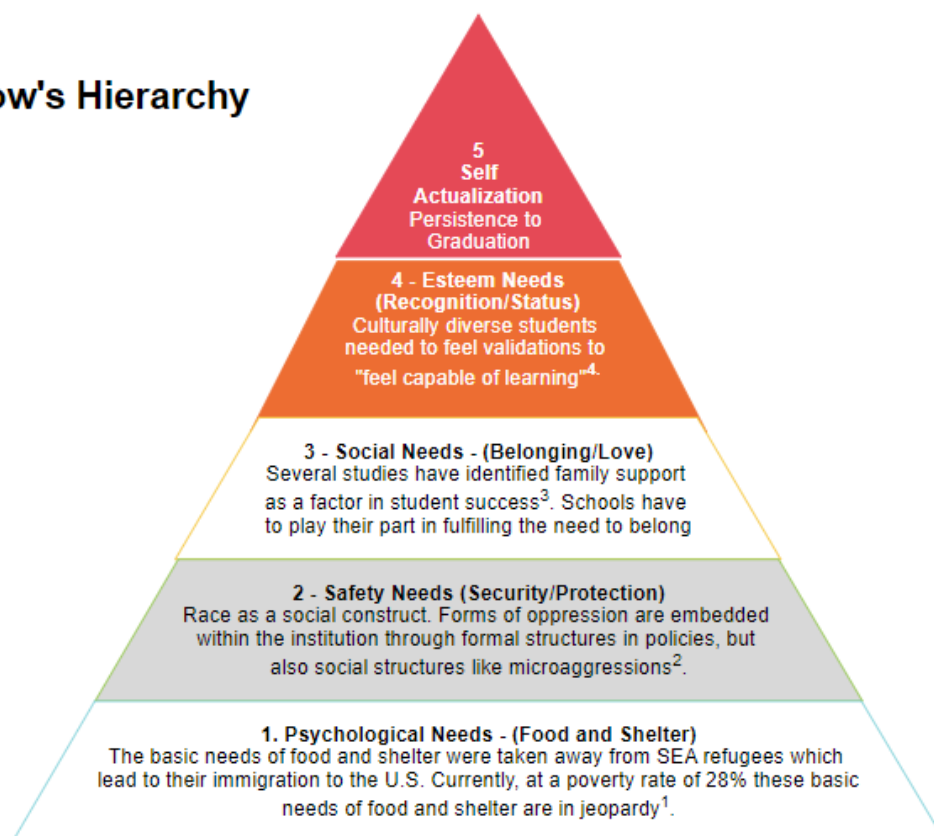 ow's Hierarchy
5
Self
Actualization
Persistence to
Graduation
4 - Esteem Needs
(Recognition/Status)
Culturally diverse students
needed to feel validations to
"feel capable of learning"4.
3 - Social Needs - (Belonging/Love)
Several studies have identified family support
as a factor in student success3. Schools have
to play their part in fulfilling the need to belong
2 - Safety Needs (Security/Protection)
Race as a social construct. Forms of oppression are embedded
within the institution through formal structures in policies, but
also social structures like microaggressions2.
1. Psychological Needs - (Food and Shelter)
The basic needs of food and shelter were taken away from SEA refugees which
lead to their immigration to the U.S. Currently, at a poverty rate of 28% these basic
needs of food and shelter are in jeopardy1.